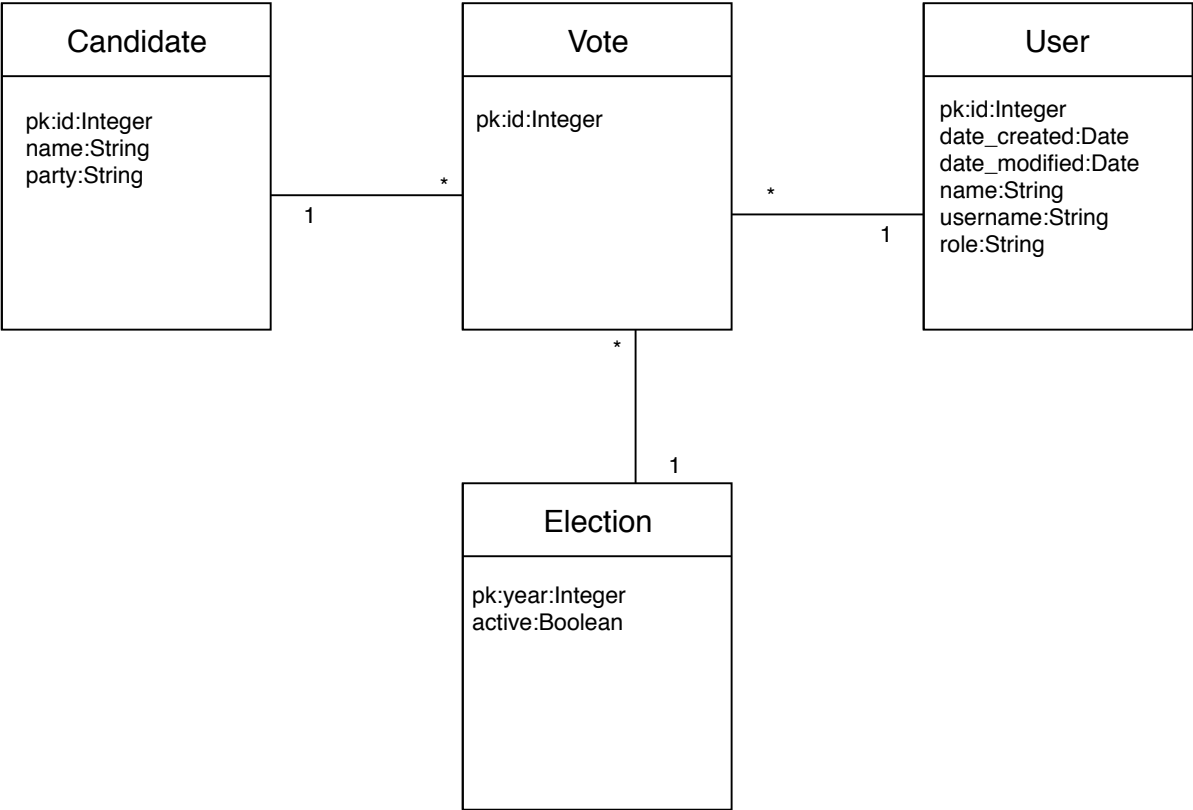 Candidate
pk:id:Integer
name:String
party:String
1
*
Vote
pk:id:Integer
*
1
User
pk:id:Integer
date_created:Date
date_modified:Date
name:String
username:String
role:String
*
1
Election
pk:year:Integer
active:Boolean